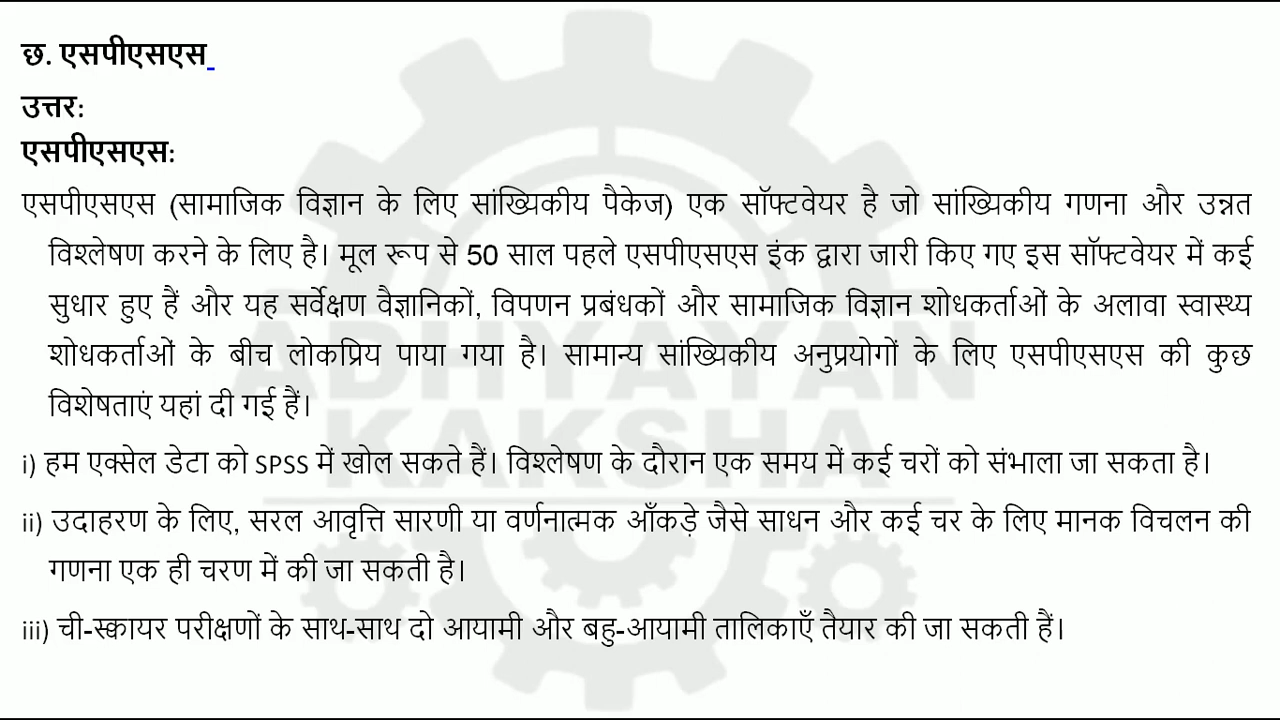 छ. एसपीएसएस
उत्तर:
एसपीएसएस:
एसपीएसएस (सामाजिक विज्ञान के लिए सांख्यिकीय पैकेज) एक सॉफ्टवेयर है जो सांख्यिकीय गणना और उन्नत
विश्लेषण करने के लिए है। मूल रूप से 50 साल पहले एसपीएसएस इंक द्वारा जारी किए गए इस सॉफ्टवेयर में कई
सुधार हुए हैं और यह सर्वेक्षण वैज्ञानिकों, विपणन प्रबंधकों और सामाजिक विज्ञान शोधकर्ताओं के अलावा स्वास्थ्य
शोधकर्ताओं के बीच लोकप्रिय पाया गया है। सामान्य सांख्यिकीय अनुप्रयोगों के लिए एसपीएसएस की कुछ
विशेषताएं यहां दी गई हैं।
i) हम एक्सेल डेटा को SPSS में खोल सकते हैं। विश्लेषण के दौरान एक समय में कई चरों को संभाला जा सकता है।
ii) उदाहरण के लिए, सरल आवृत्ति सारणी या वर्णनात्मक आँकड़े जैसे साधन और कई चर के लिए मानक विचलन की
गणना एक ही चरण में की जा सकती है।
iii) ची-स्क्वायर परीक्षणों के साथ-साथ दो आयामी और बहु-आयामी तालिकाएँ तैयार की जा सकती हैं।
ADHYAYAN
KAKSHA